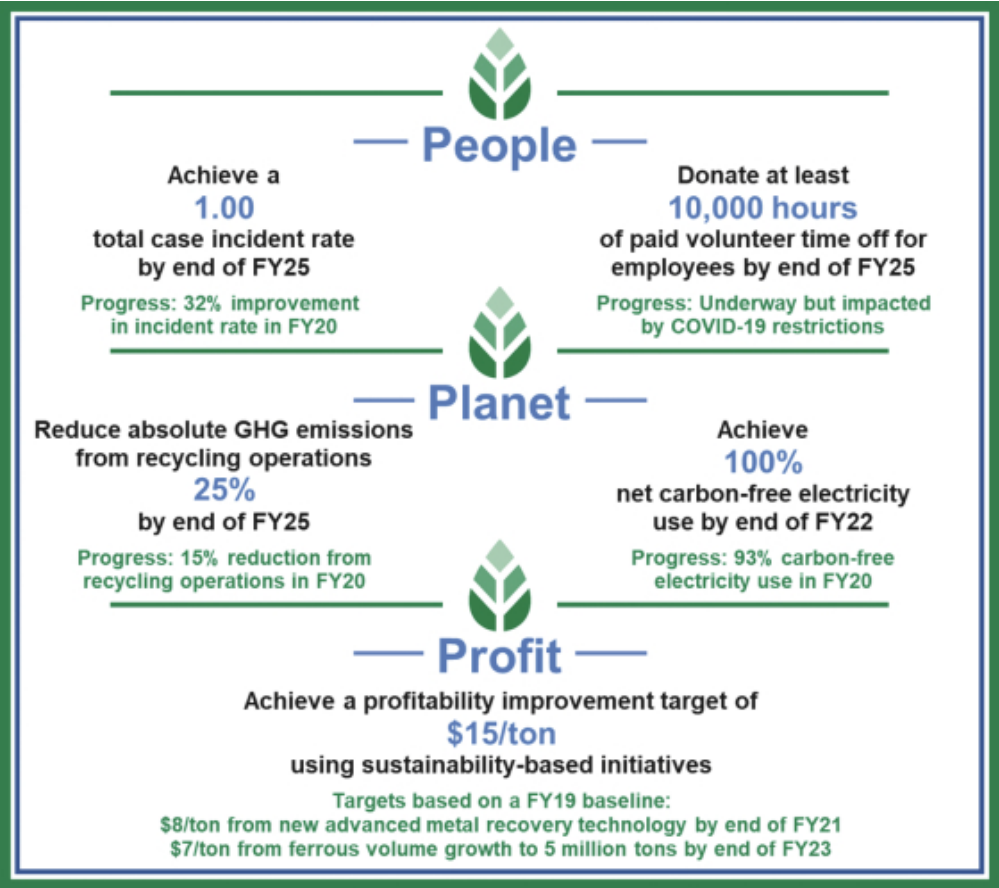 People
Achieve a
1.00
total case incident rate
by end of FY25
Progress: 32% improvement
in incident rate in FY20
Donate at least
10,000 hours
of paid volunteer time off for
employees by end of FY25
Progress: Underway but impacted
by COVID-19 restrictions
Planet
Reduce absolute GHG emissions
from recycling operations
25%
by end of FY25
Progress: 15% reduction from
recycling operations in FY20
Achieve
100%
net carbon-free electricity
use by end of FY22
Progress: 93% carbon-free
electricity use in FY20
Profit
Achieve a profitability improvement target of
$15/ton
using sustainability-based initiatives
Targets based on a FY19 baseline:
$8/ton from new advanced metal recovery technology by end of FY21
$7/ton from ferrous volume growth to 5 million tons by end of FY23